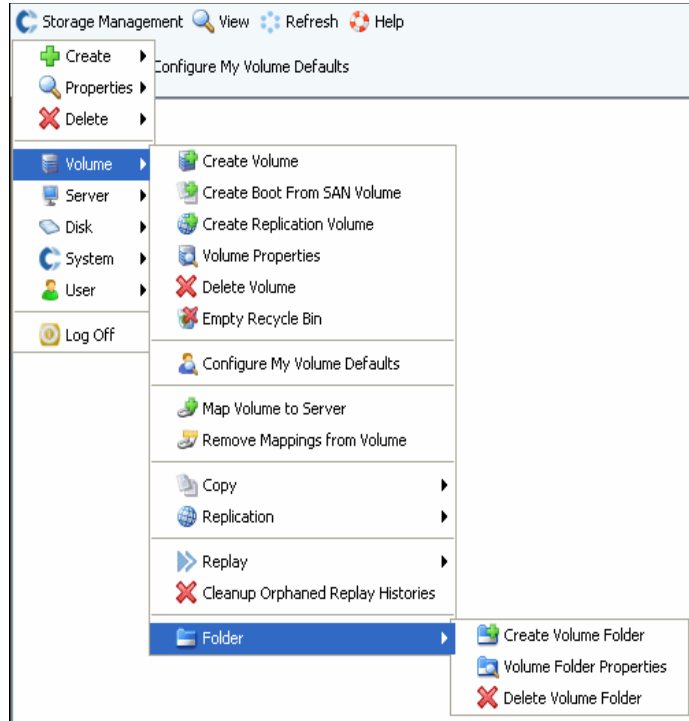 Storage Management View Refresh Help
Create
Configure My Volume Defaults
Properties
Delete
Volume
Server
Disk
System
User
Log Off
Create Volume
Create Boot From SAN Volume
Create Replication Volume
Volume Properties
Delete Volume
Empty Recycle Bin
Configure My Volume Defaults
Map Volume to Server
Remove Mappings from Volume
Copy
Replication
Replay
Cleanup Orphaned Replay Histories
Folder
Create Volume Folder
Volume Folder Properties
Delete Volume Folder